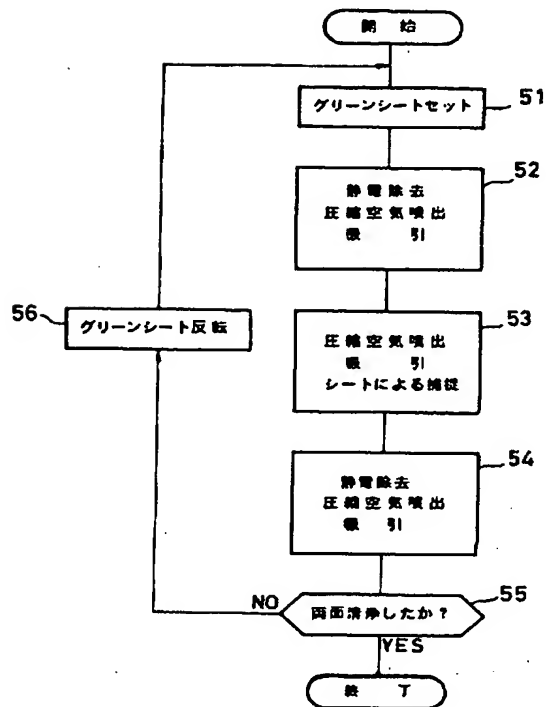 開始
グリーンシートセット
51
静電除去
圧縮空気噴出
吸引
52
圧縮空気噴出
吸引
シートによる捕捉
53
静電除去
圧縮空気噴出
吸引
54
両面清浄したか?
55
NO
YES
56
グリーンシート反転
終了